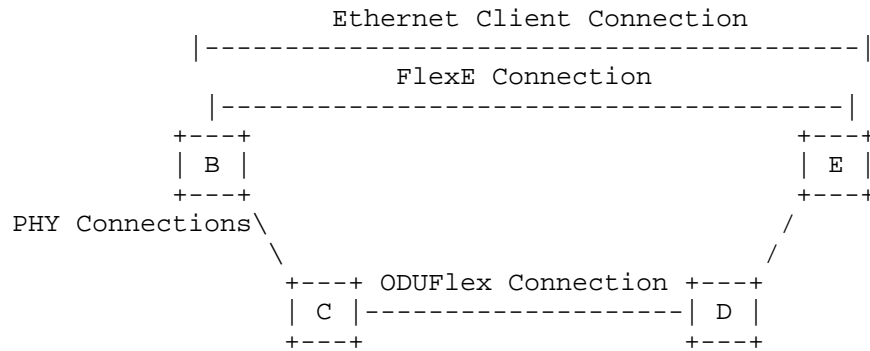 Ethernet Client Connection
|-----------------------------------------|
FlexE Connection
|---------------------------------------|
+---+ +---+
| B | | E |
+---+ +---+
PHY Connections\ /
\ /
+---+ ODUFlex Connection +---+
| C |--------------------| D |
+---+ +---+